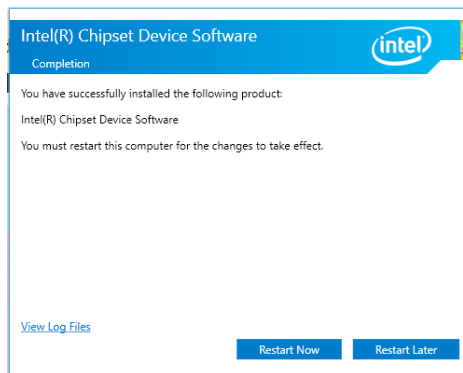 Intel(R) Chipset Device Software
intel
Completion
You have successfully installed the following product:
Intel(R) Chipset Device Software
You must restart this computer for the changes to take effect.
View Log Files
Restart Now
Restart Later